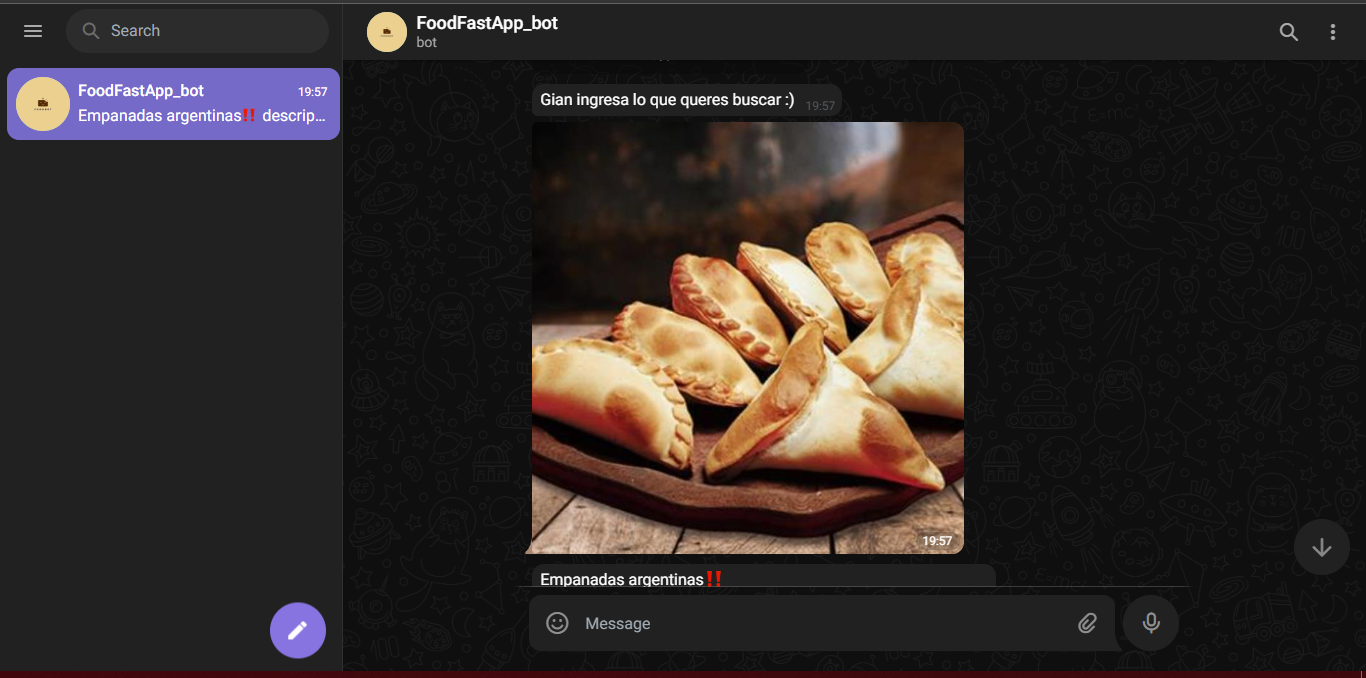 Search
FoodFastApp_bot
19:57
Empanadas argentinas‼️ descrip...
FoodFastApp_bot
bot
Gian ingresa lo que queres buscar :)
19:57
19:57
Empanadas argentinas‼️
Message